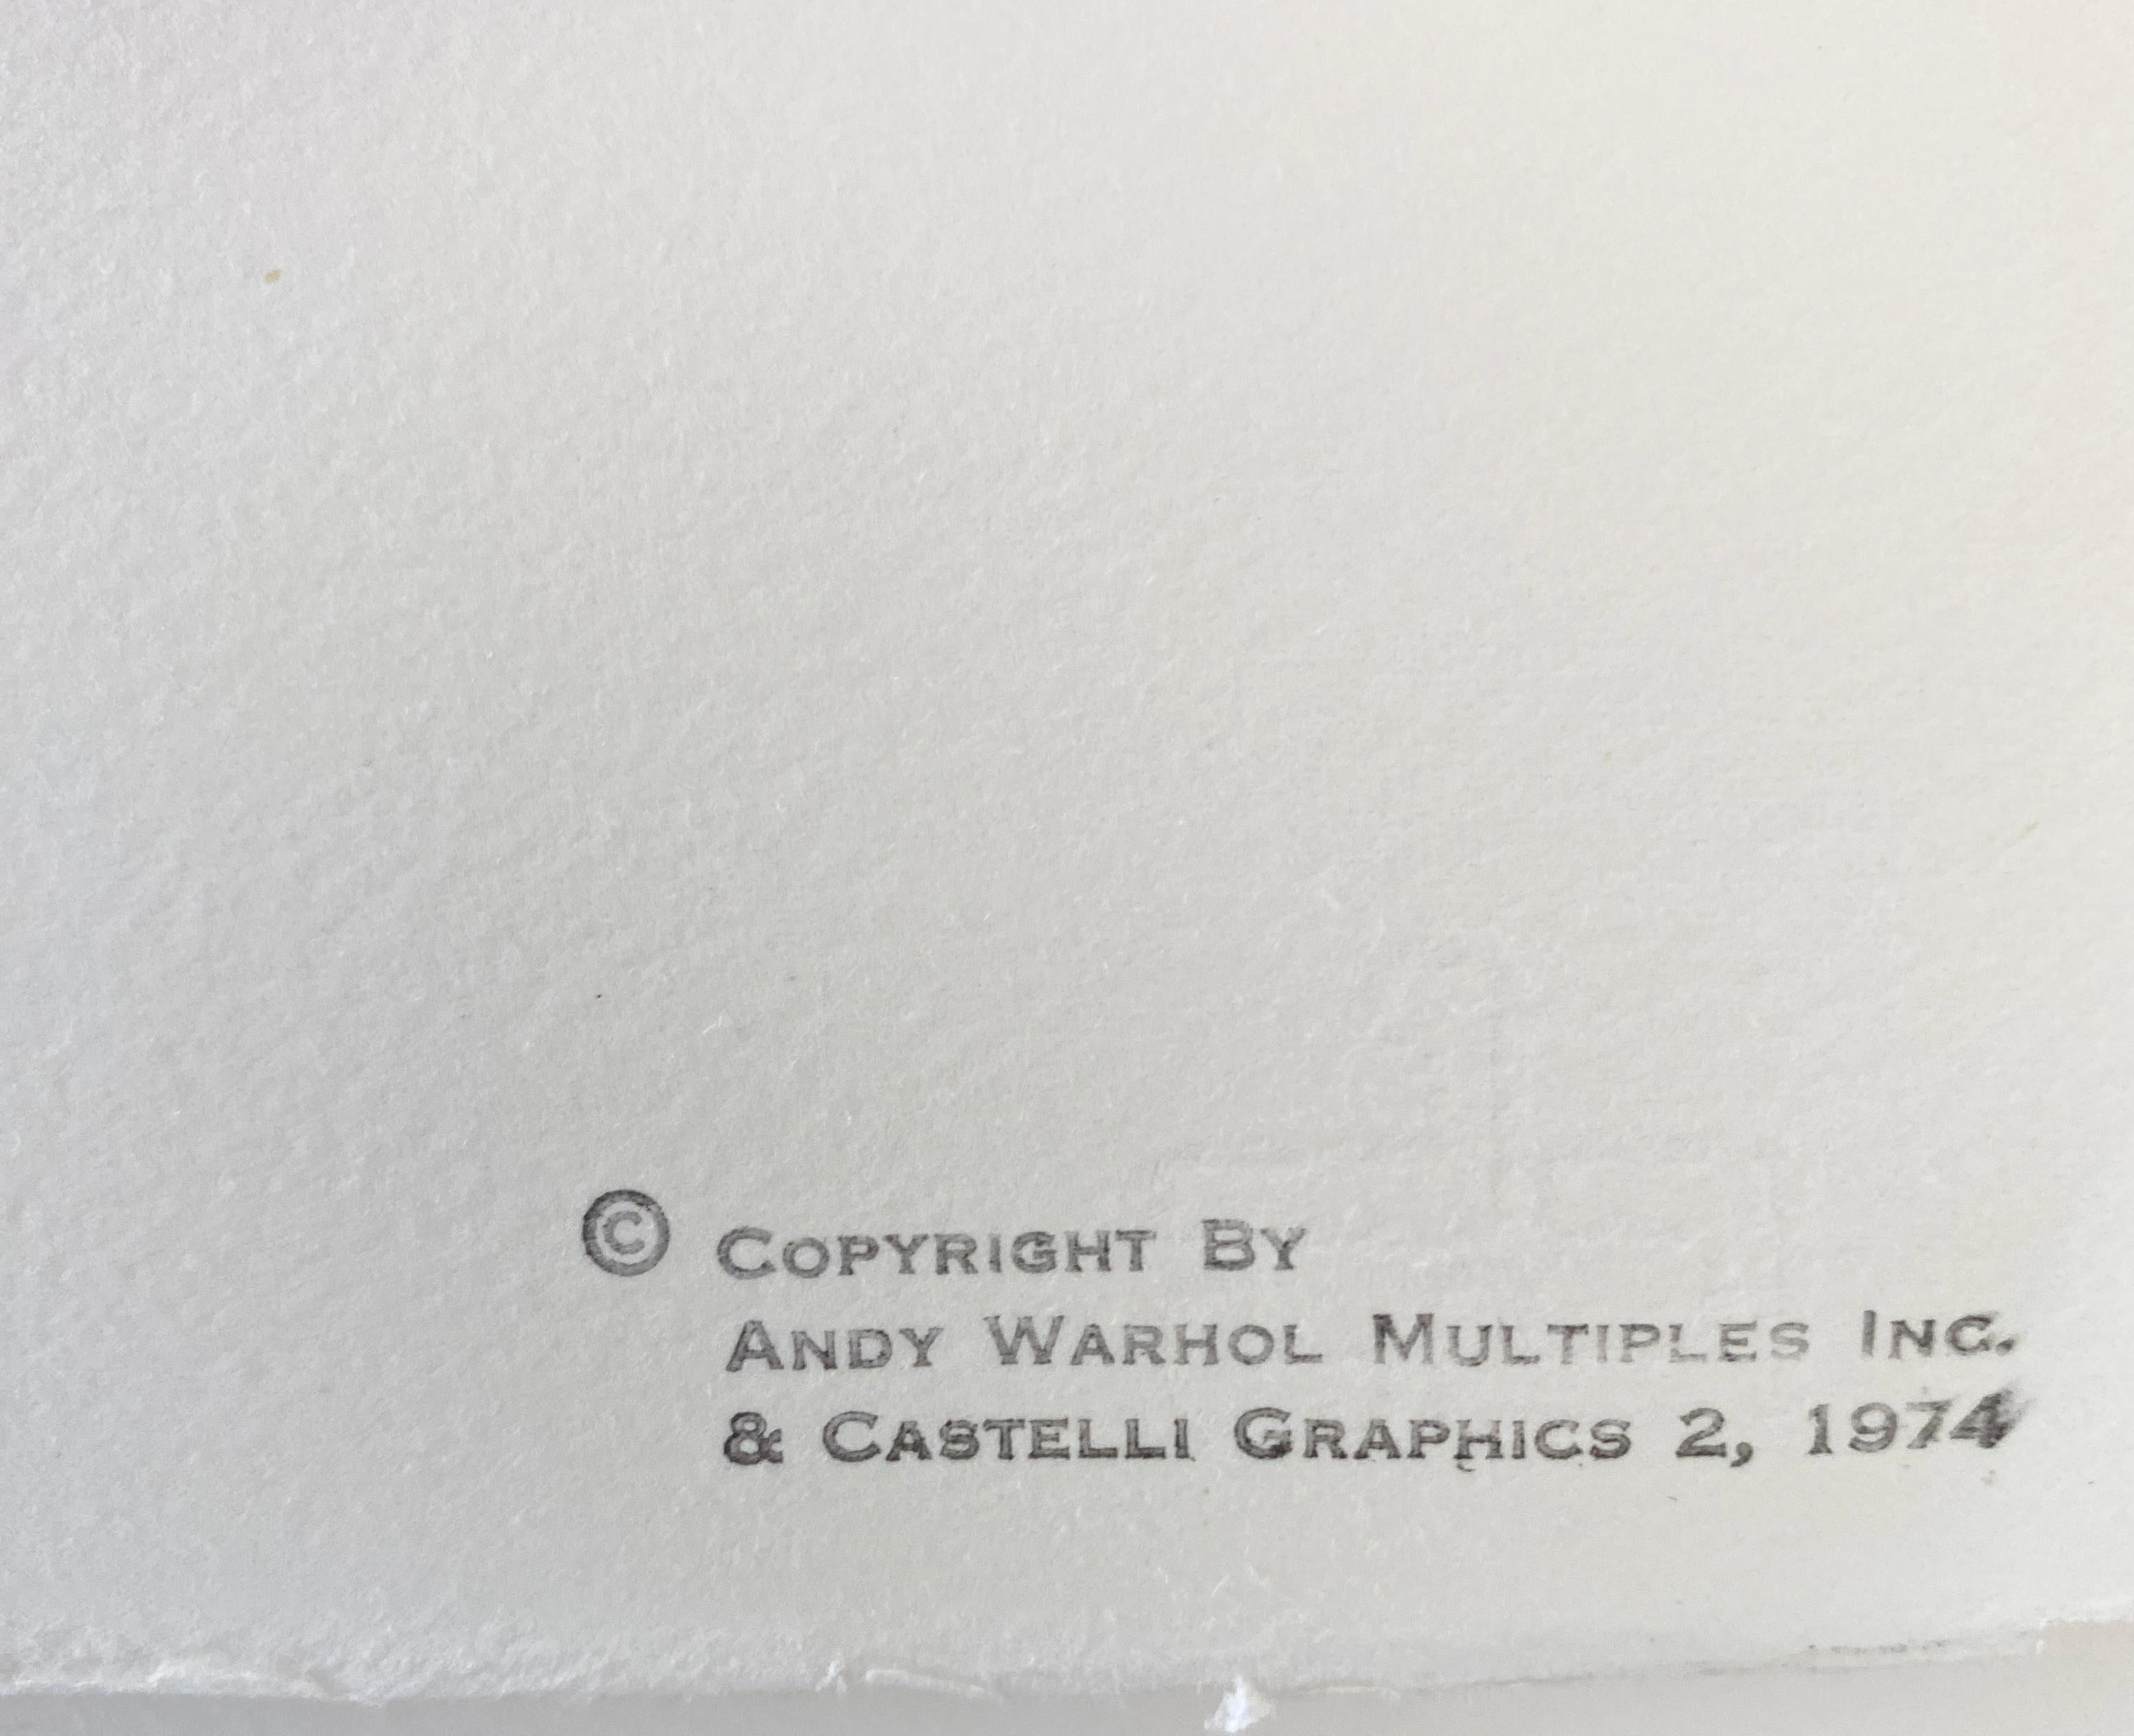 © COPYRIGHT BY
ANDY WARHOL MULTIPLES INC.
& CASTELLI GRAPHICS 2, 1974